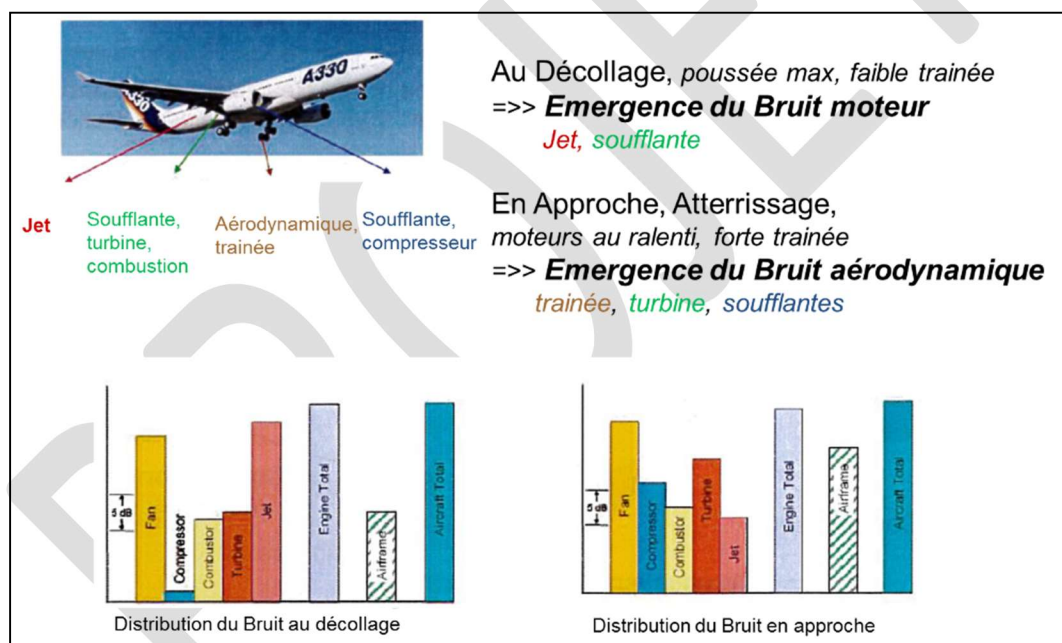 A330
330
Au Décollage, poussée max, faible trainée
=>> Emergence du Bruit moteur
Jet, soufflante
Jet
Soufflante,
turbine,
combustion
Aérodynamique,
trainée
Soufflante,
compresseur
En Approche, Atterrissage,
moteurs au ralenti, forte trainée
=>> Emergence du Bruit aérodynamique
trainée, turbine, soufflantes
5
dB
Fan
Compressor
Combustor
Turbine
Jet
Engine Total
Airframe
Aircraft Total
Distribution du Bruit au décollage
5
dB
Fan
Compressor
Combustor
Turbine
Jet
Engine Total
Airframe
Aircraft Total
Distribution du Bruit en approche